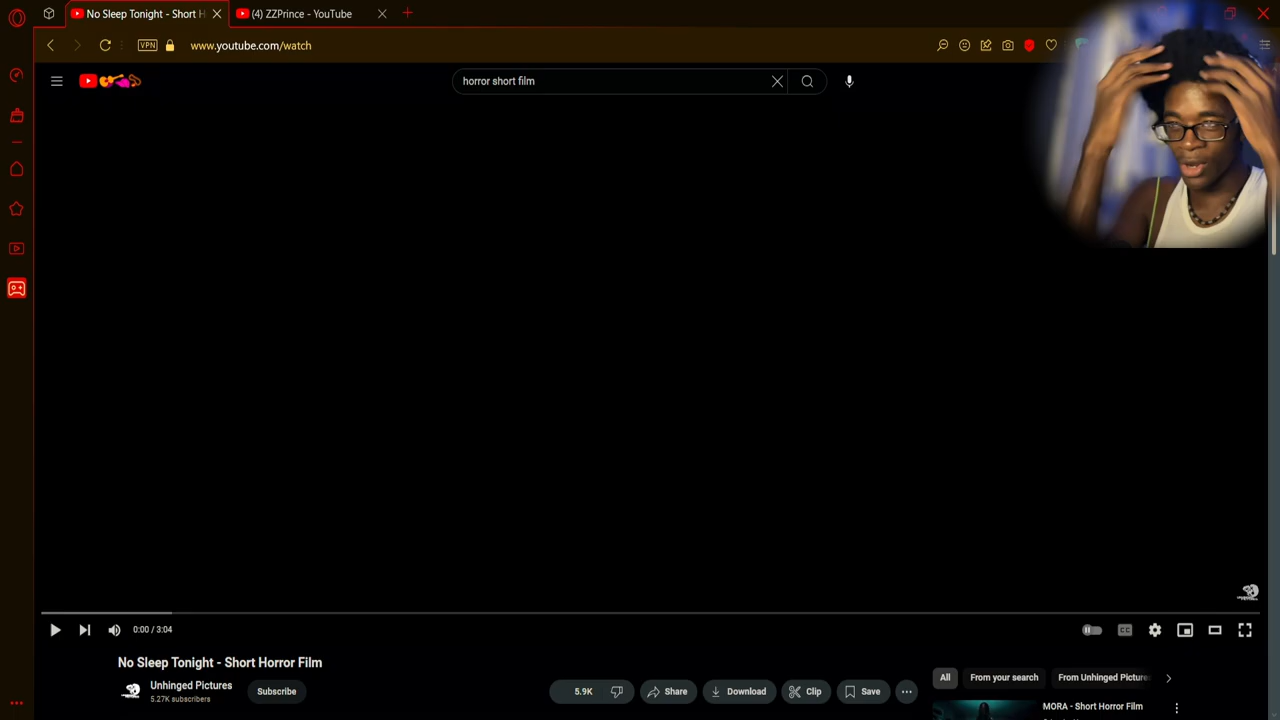 No Sleep Tonight - Short H
(4) ZZPrince - YouTube
VPN
www.youtube.com/watch
horror short film
0:00 / 3:04
CC
No Sleep Tonight - Short Horror Film
Unhinged Pictures
5.27K subscribers
Subscribe
5.9K
Share
Download
Clip
Save
All
From your search
From Unhinged Pictures
MORA - Short Horror Film